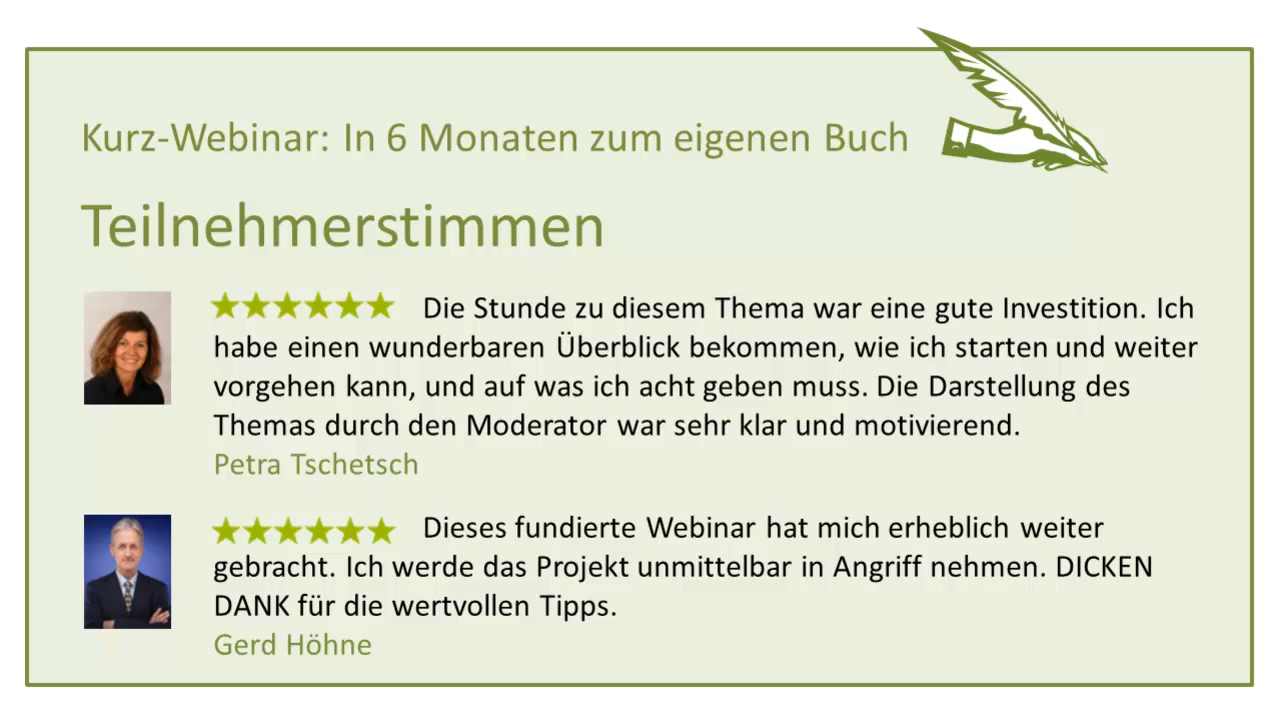 Kurz-Webinar: In 6 Monaten zum eigenen Buch
Teilnehmerstimmen
Die Stunde zu diesem Thema war eine gute Investition. Ich
habe einen wunderbaren Überblick bekommen, wie ich starten und weiter
vorgehen kann, und auf was ich acht geben muss. Die Darstellung des
Themas durch den Moderator war sehr klar und motivierend.
Petra Tschetsch
Dieses fundierte Webinar hat mich erheblich weiter
gebracht. Ich werde das Projekt unmittelbar in Angriff nehmen. DICKEN
DANK für die wertvollen Tipps.
Gerd Höhne